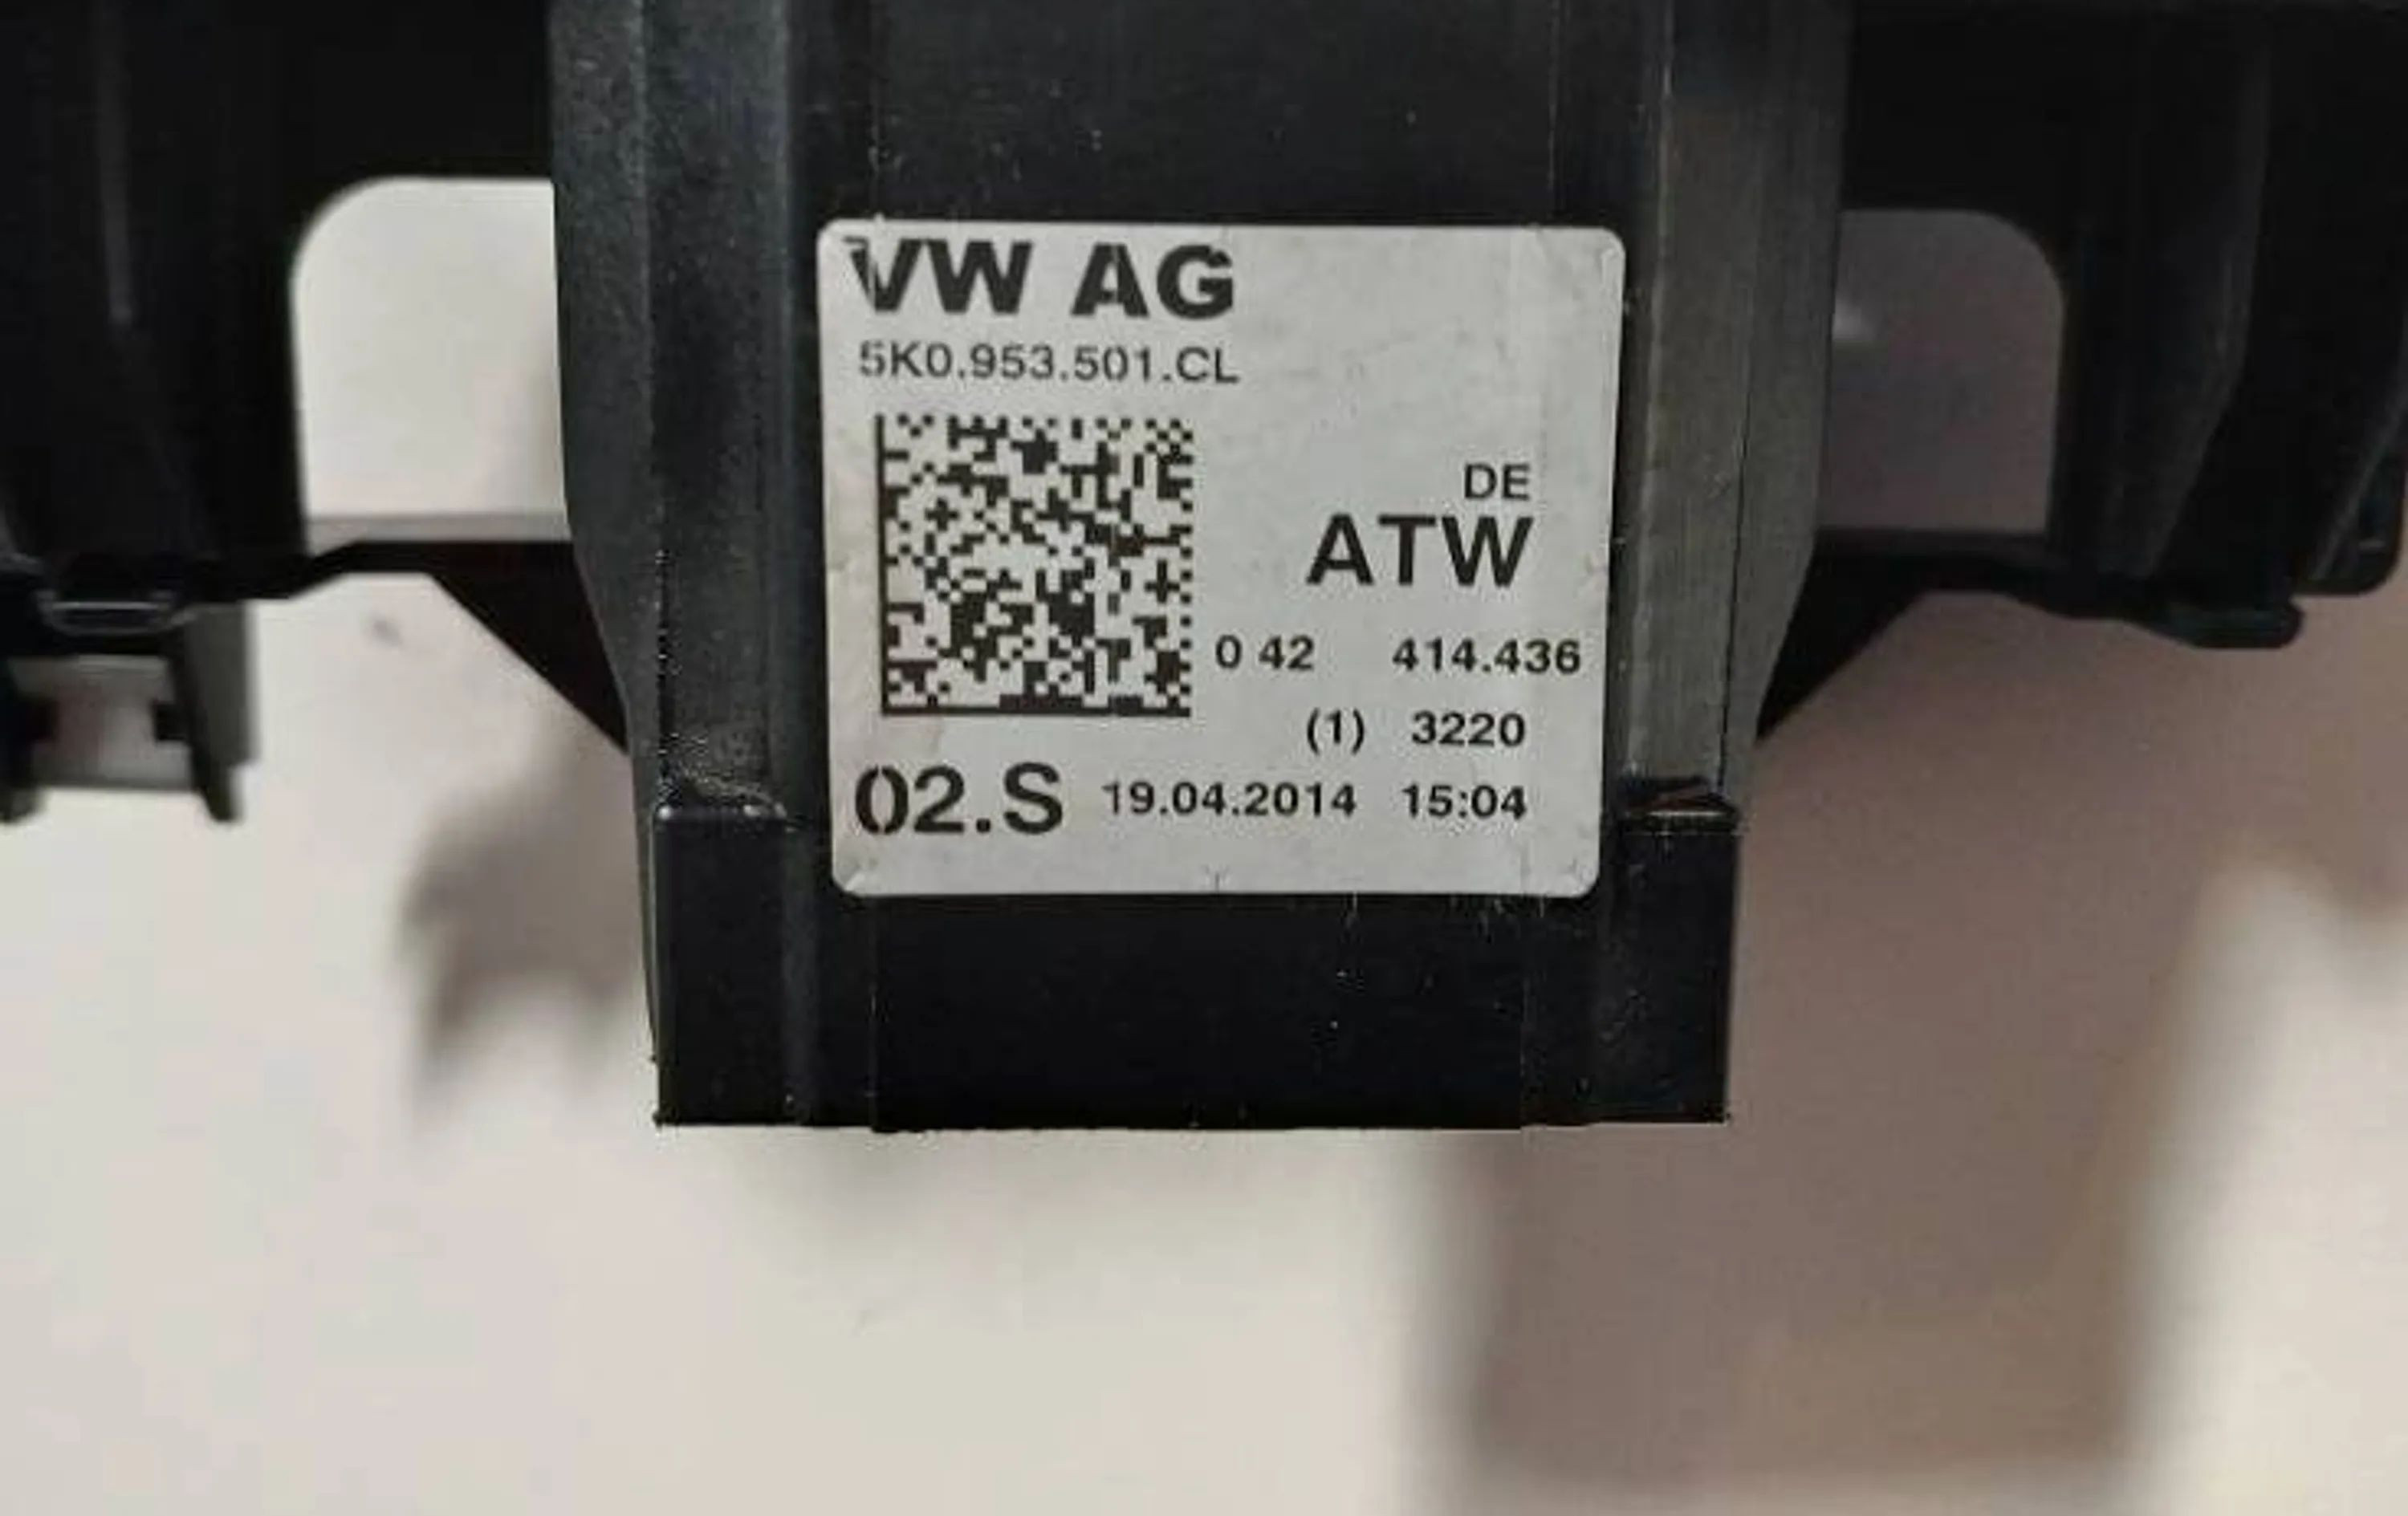 VW AG
5K0.953.501.CL
DE
ATW
0 42 414.436
(1) 3220
02.S 19.04.2014 15:04